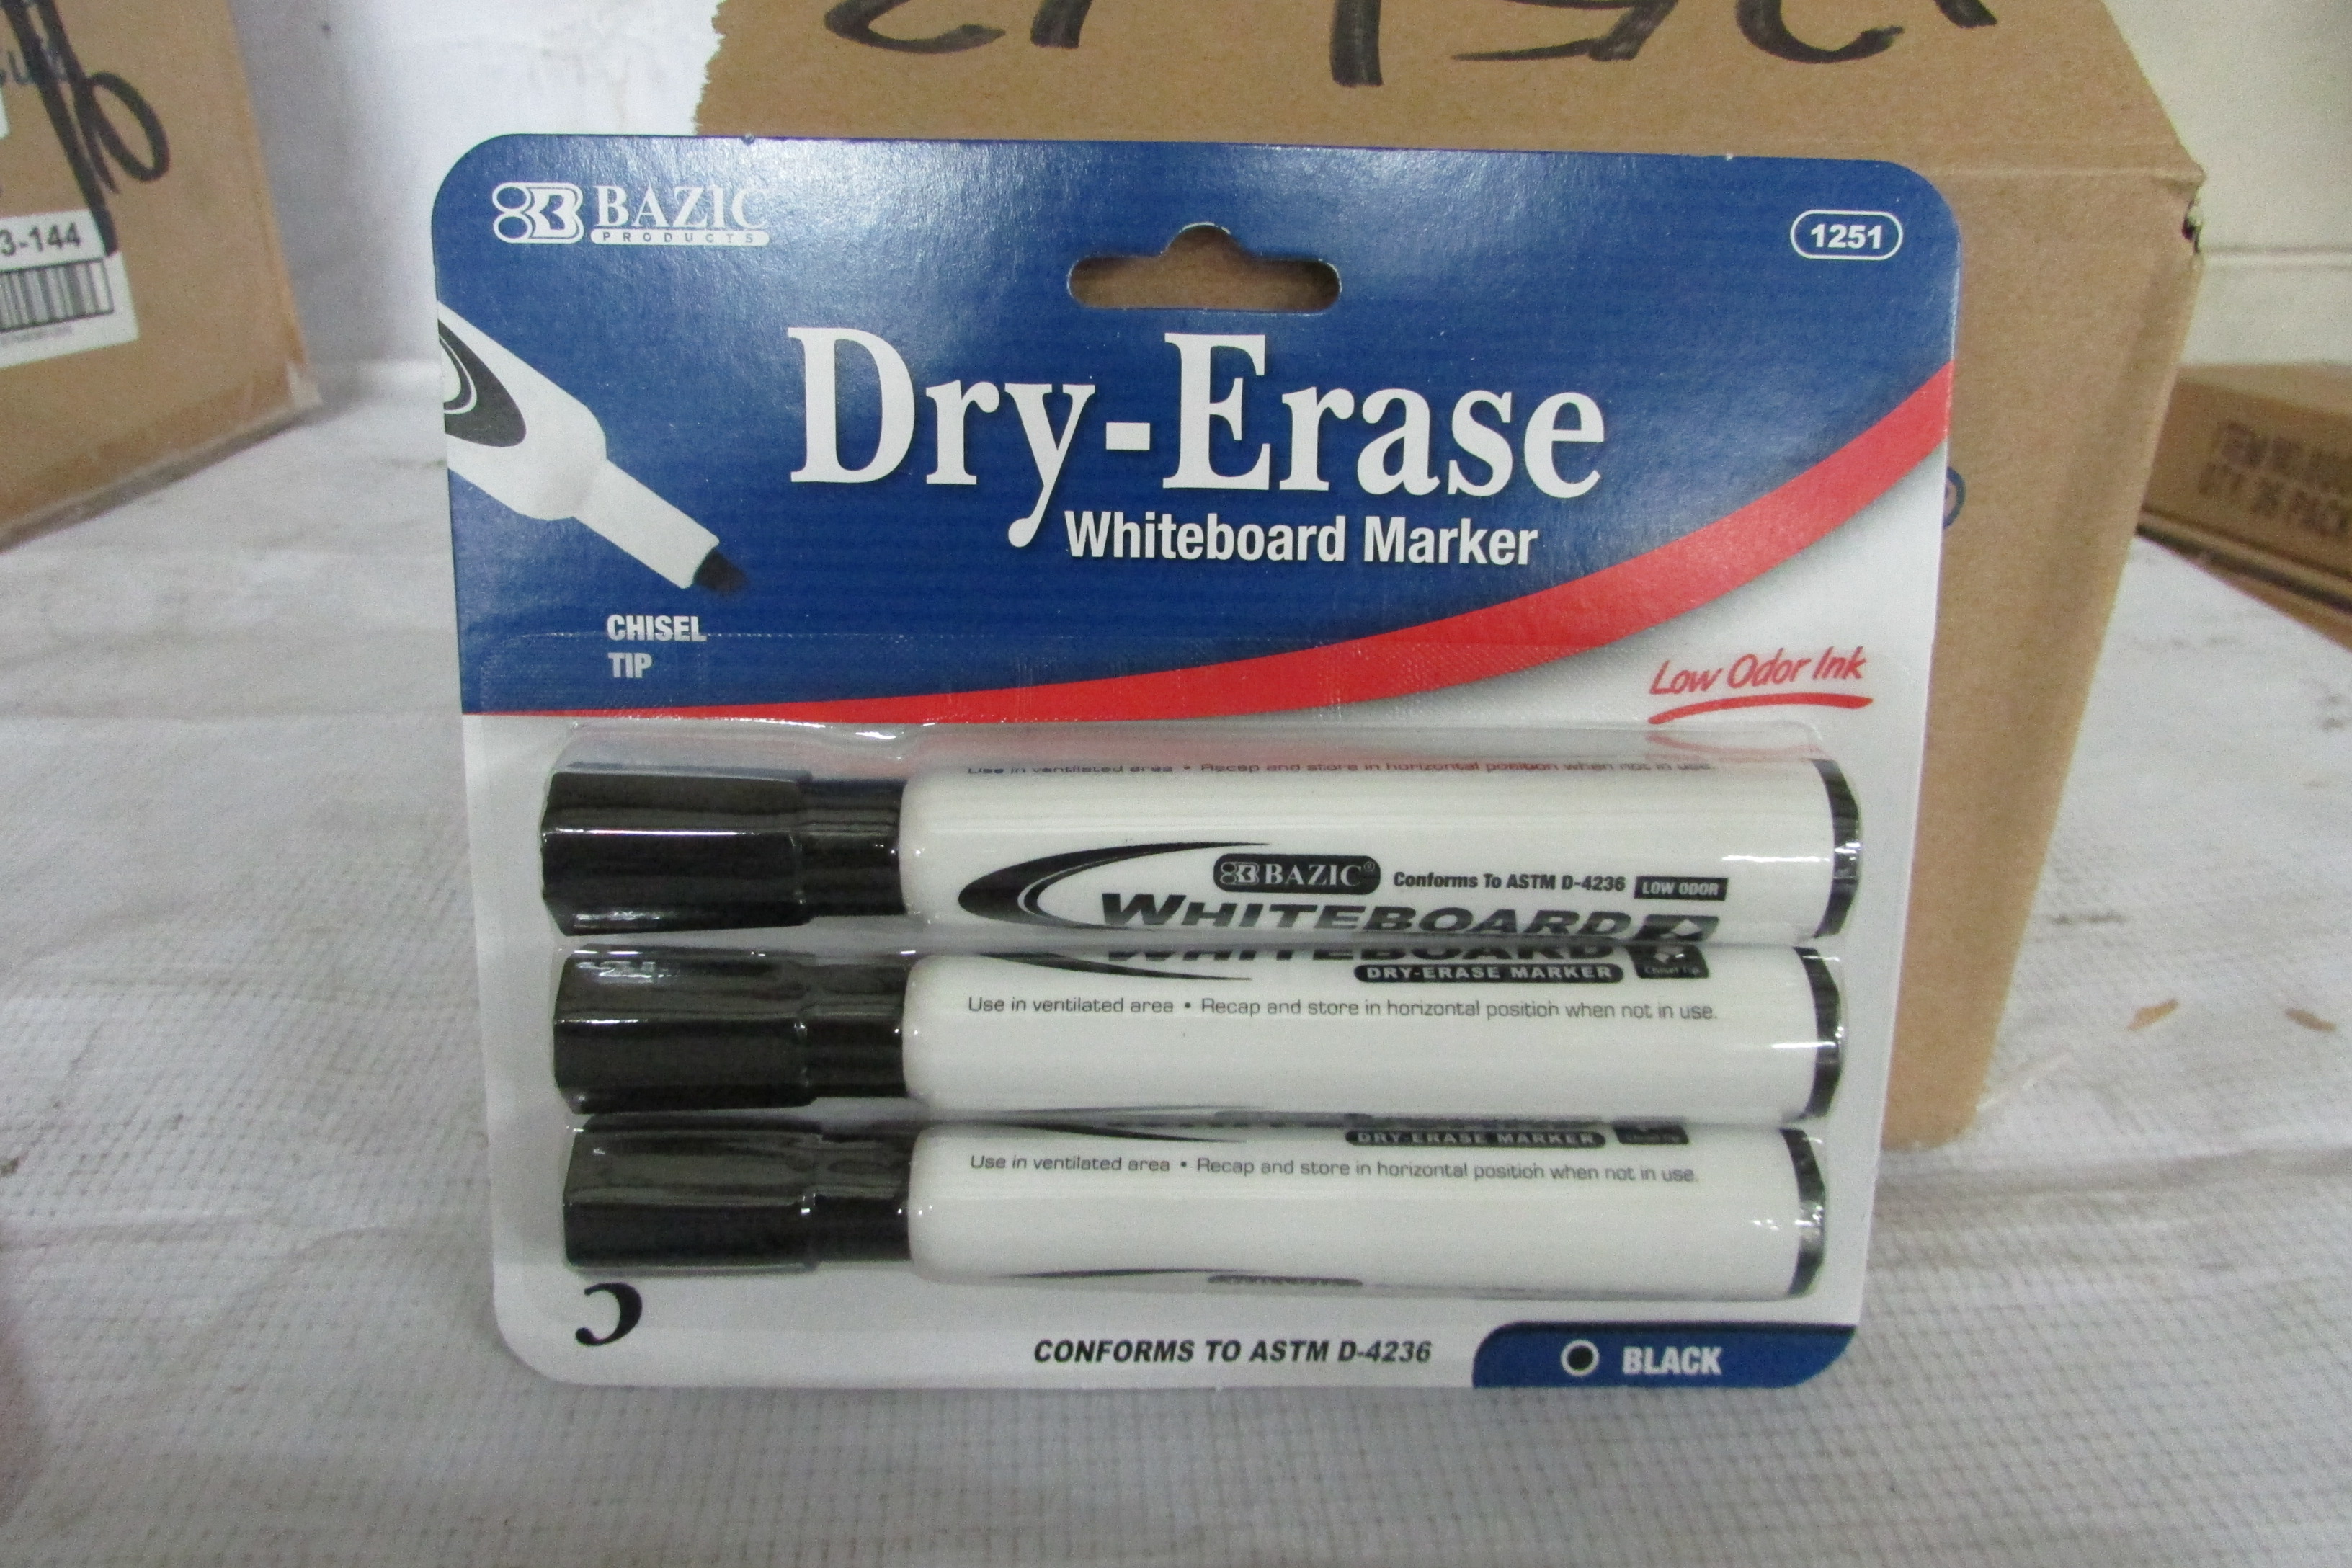 BAZIC
PRODUCTS
1251
3-144
Dry-Erase
Whiteboard Marker
CHISEL
TIP
Low Odor Ink
Use in ventilated area • Recap and store in horizontal position when not in use.
BAZIC® Conforms To ASTM D-4236 LOW ODOR
WHITEBOARD
WHITEBOARD
DRY-ERASE MARKER Chisel Tip
Use in ventilated area • Recap and store in horizontal position when not in use.
DRY-ERASE MARKER
Use in ventilated area • Recap and store in horizontal position when not in use.
CONFORMS TO ASTM D-4236
BLACK